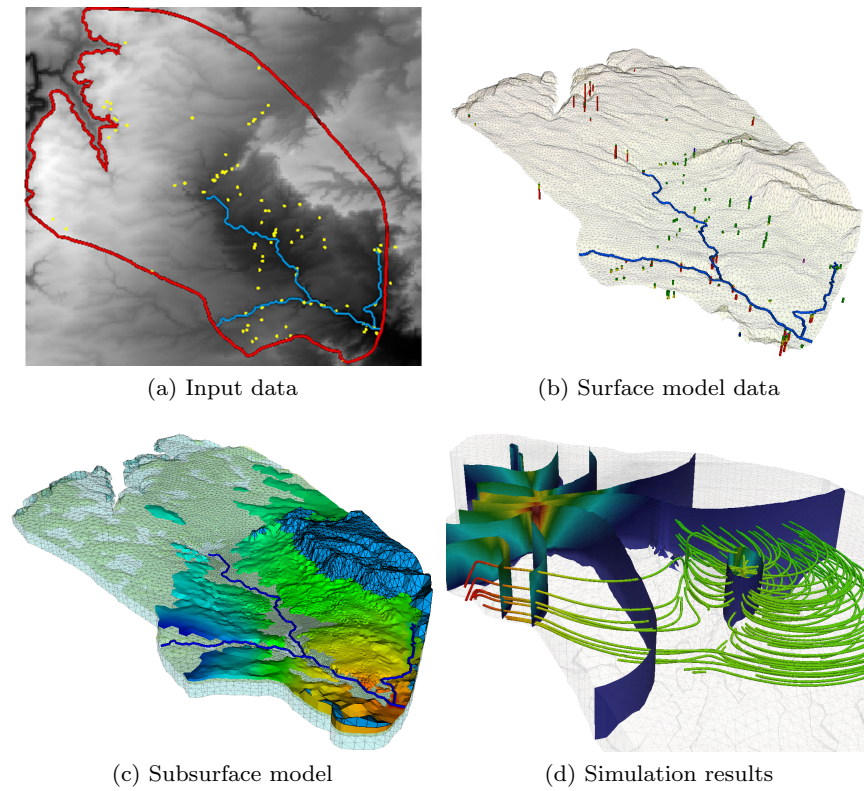 (a) Input data
(b) Surface model data
(c) Subsurface model
(d) Simulation results